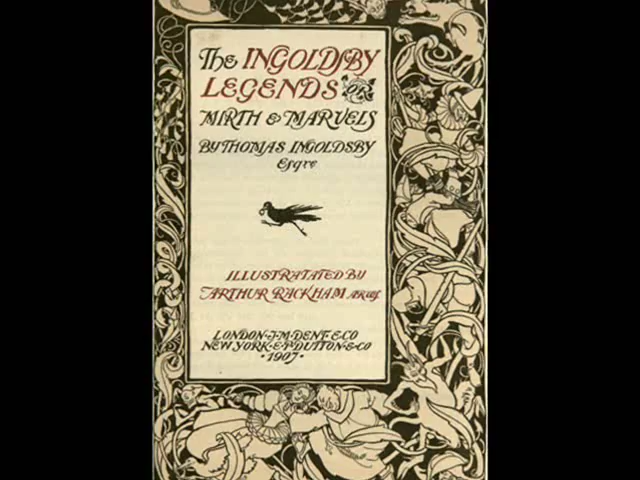 The INGOLDSBY
LEGENDS OR
MIRTH & MARVELS
BY THOMAS INGOLDSBY
Esqre
ILLUSTRATATED BY
ARTHUR RACKHAM A.R.W.S.
LONDON·J·M·DENT·&CO
NEW YORK·E·P·DUTTON·&·CO
·1907·